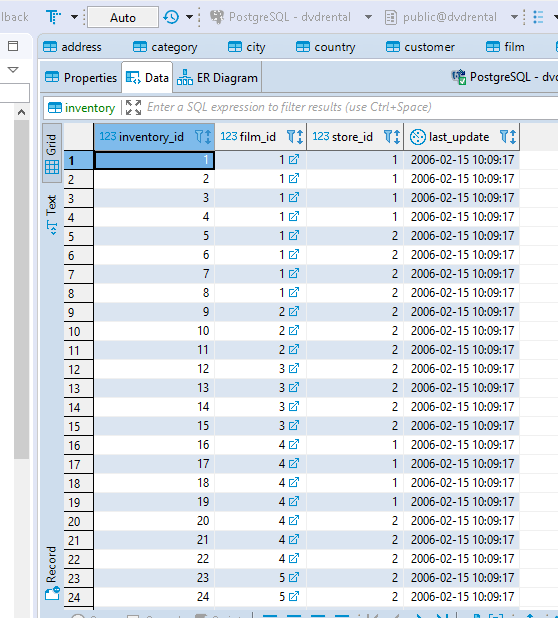 lback Auto PostgreSQL - dvdrental public@dvdrental
address category city country customer film
Properties Data ER Diagram PostgreSQL - dv
inventory Enter a SQL expression to filter results (use Ctrl+Space)
Grid
Text
Record
123 inventory_id 123 film_id 123 store_id last_update
1 1 1 1 2006-02-15 10:09:17
2 2 1 1 2006-02-15 10:09:17
3 3 1 1 2006-02-15 10:09:17
4 4 1 1 2006-02-15 10:09:17
5 5 1 2 2006-02-15 10:09:17
6 6 1 2 2006-02-15 10:09:17
7 7 1 2 2006-02-15 10:09:17
8 8 1 2 2006-02-15 10:09:17
9 9 2 2 2006-02-15 10:09:17
10 10 2 2 2006-02-15 10:09:17
11 11 2 2 2006-02-15 10:09:17
12 12 3 2 2006-02-15 10:09:17
13 13 3 2 2006-02-15 10:09:17
14 14 3 2 2006-02-15 10:09:17
15 15 3 2 2006-02-15 10:09:17
16 16 4 1 2006-02-15 10:09:17
17 17 4 1 2006-02-15 10:09:17
18 18 4 1 2006-02-15 10:09:17
19 19 4 1 2006-02-15 10:09:17
20 20 4 2 2006-02-15 10:09:17
21 21 4 2 2006-02-15 10:09:17
22 22 4 2 2006-02-15 10:09:17
23 23 5 2 2006-02-15 10:09:17
24 24 5 2 2006-02-15 10:09:17